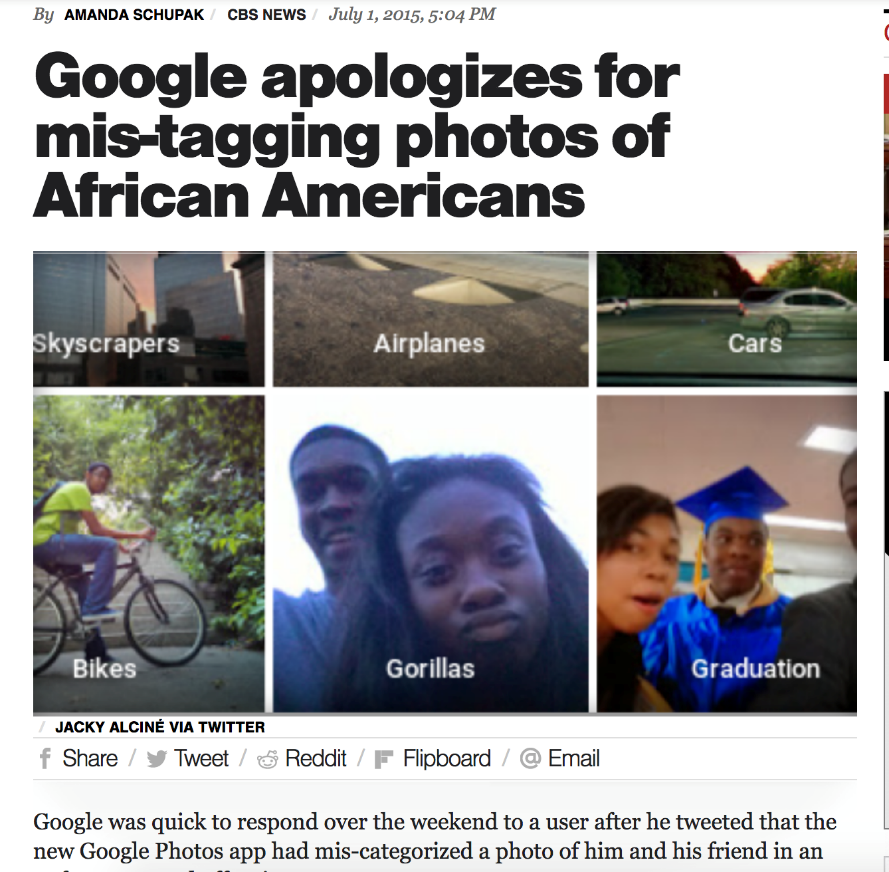 By AMANDA SCHUPAK / CBS NEWS / July 1, 2015, 5:04 PM
Google apologizes for
mis-tagging photos of
African Americans
Skyscrapers
Airplanes
Cars
Bikes
Gorillas
Graduation
/ JACKY ALCINÉ VIA TWITTER
Share / Tweet / Reddit / Flipboard / Email
Google was quick to respond over the weekend to a user after he tweeted that the
new Google Photos app had mis-categorized a photo of him and his friend in an